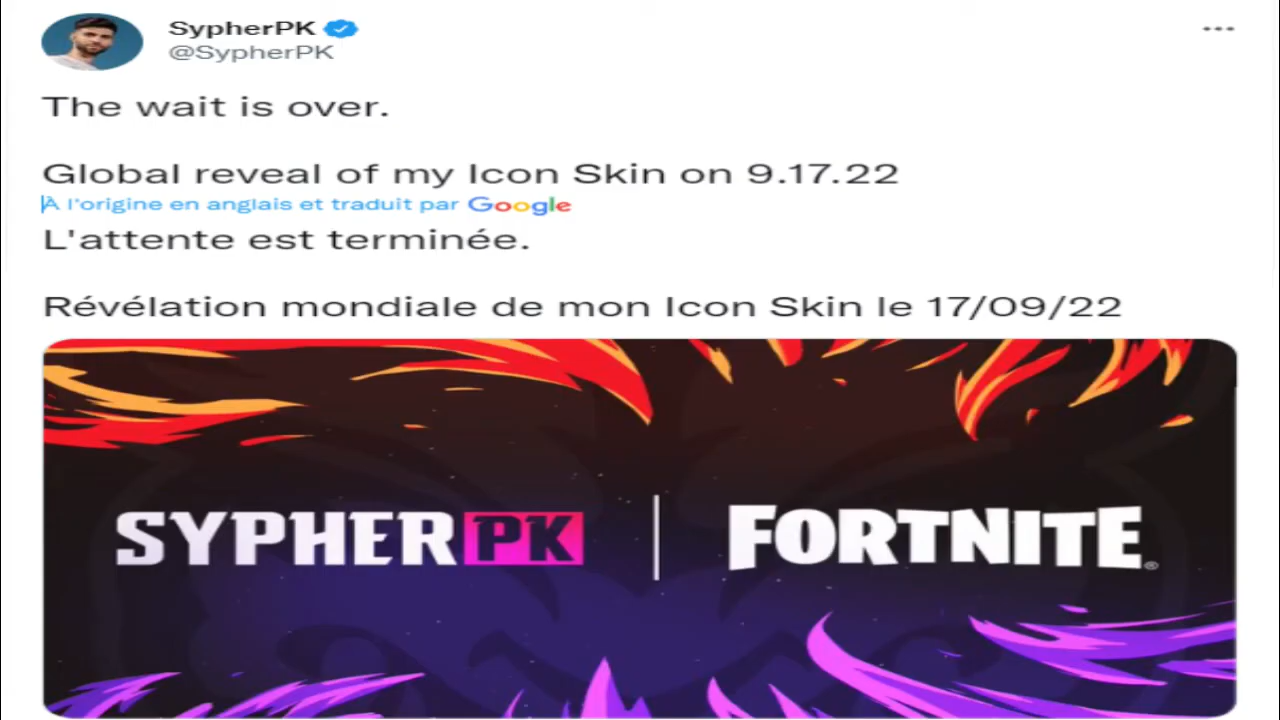 SypherPK
@SypherPK
The wait is over.
Global reveal of my Icon Skin on 9.17.22
À l'origine en anglais et traduit par Google
L'attente est terminée.
Révélation mondiale de mon Icon Skin le 17/09/22
SYPHERPK | FORTNITE®